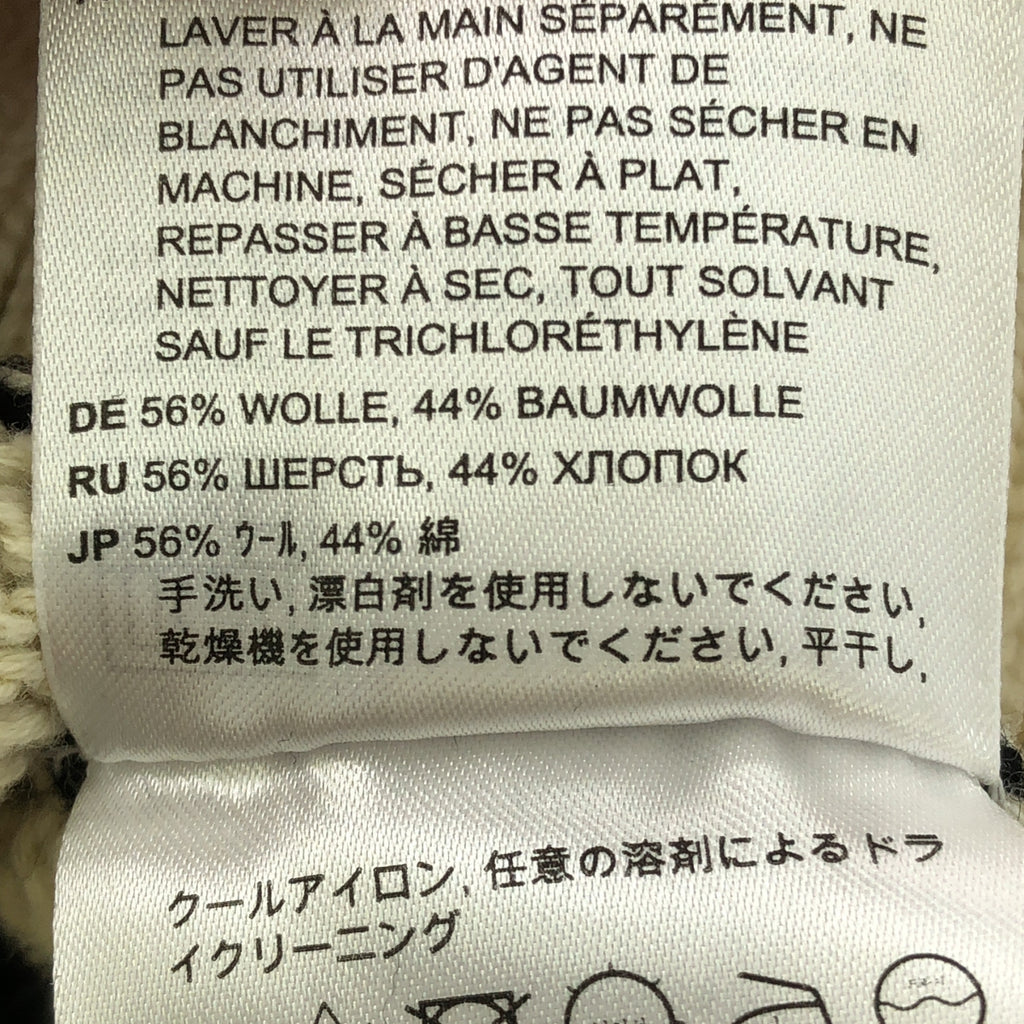 LAVER À LA MAIN SÉPARÉMENT, NE
PAS UTILISER D'AGENT DE
BLANCHIMENT, NE PAS SÉCHER EN
MACHINE, SÉCHER À PLAT,
REPASSER À BASSE TEMPÉRATURE,
NETTOYER À SEC, TOUT SOLVANT
SAUF LE TRICHLORÉTHYLÈNE
DE 56% WOLLE, 44% BAUMWOLLE
RU 56% ШЕРСТЬ, 44% ХЛОПОК
JP 56% ウール, 44% 綿
手洗い, 漂白剤を使用しないでください,
乾燥機を使用しないでください, 平干し,
クールアイロン, 任意の溶剤によるドラ
イクリーニング